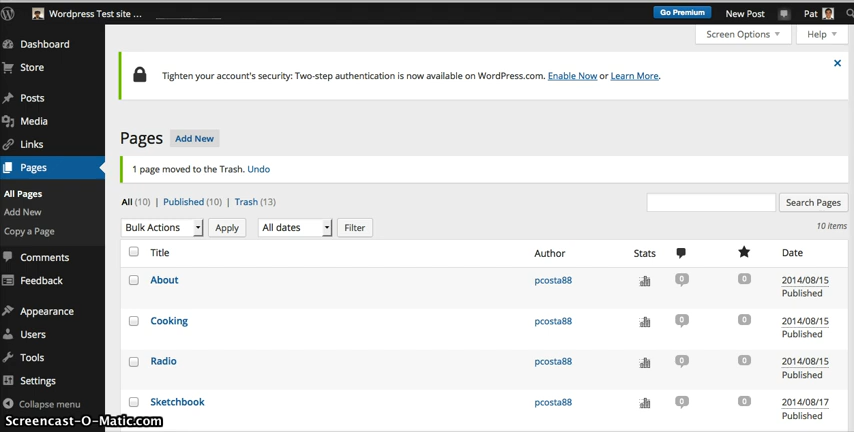 Wordpress Test site ...
Go Premium
New Post
Pat
Screen Options
Help
Dashboard
Store
Posts
Media
Links
Pages
All Pages
Add New
Copy a Page
Comments
Feedback
Appearance
Users
Tools
Settings
Collapse menu
Tighten your account's security: Two-step authentication is now available on WordPress.com. Enable Now or Learn More.
Pages Add New
1 page moved to the Trash. Undo
All (10) | Published (10) | Trash (13)
Search Pages
Bulk Actions Apply All dates Filter
10 items
Title Author Stats Date
About pcosta88 0 0 2014/08/15
Published
Cooking pcosta88 0 0 2014/08/15
Published
Radio pcosta88 0 0 2014/08/15
Published
Sketchbook pcosta88 0 0 2014/08/17
Published
Screencast-O-Matic.com